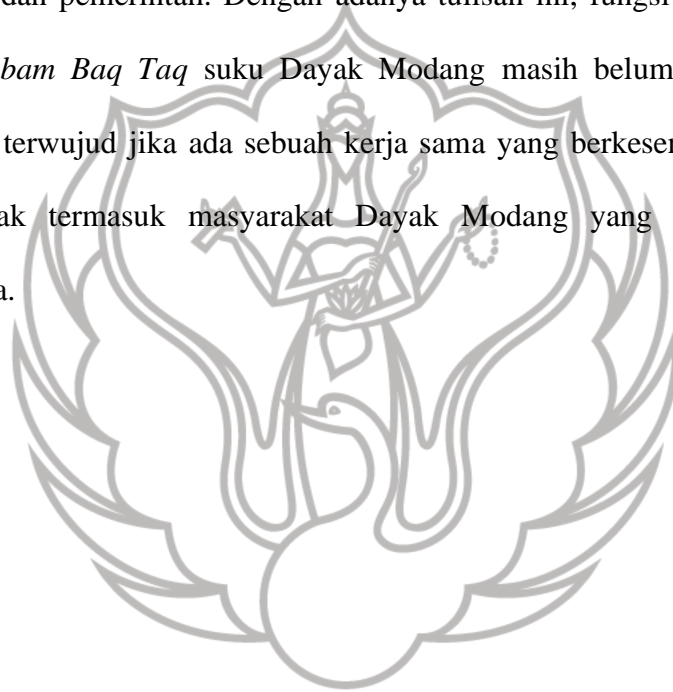 dan pemerintah. Dengan adanya tulisan ini, fungsi
bam Baq Taq suku Dayak Modang masih belum
terwujud jika ada sebuah kerja sama yang berkesen
ak termasuk masyarakat Dayak Modang yang
a.